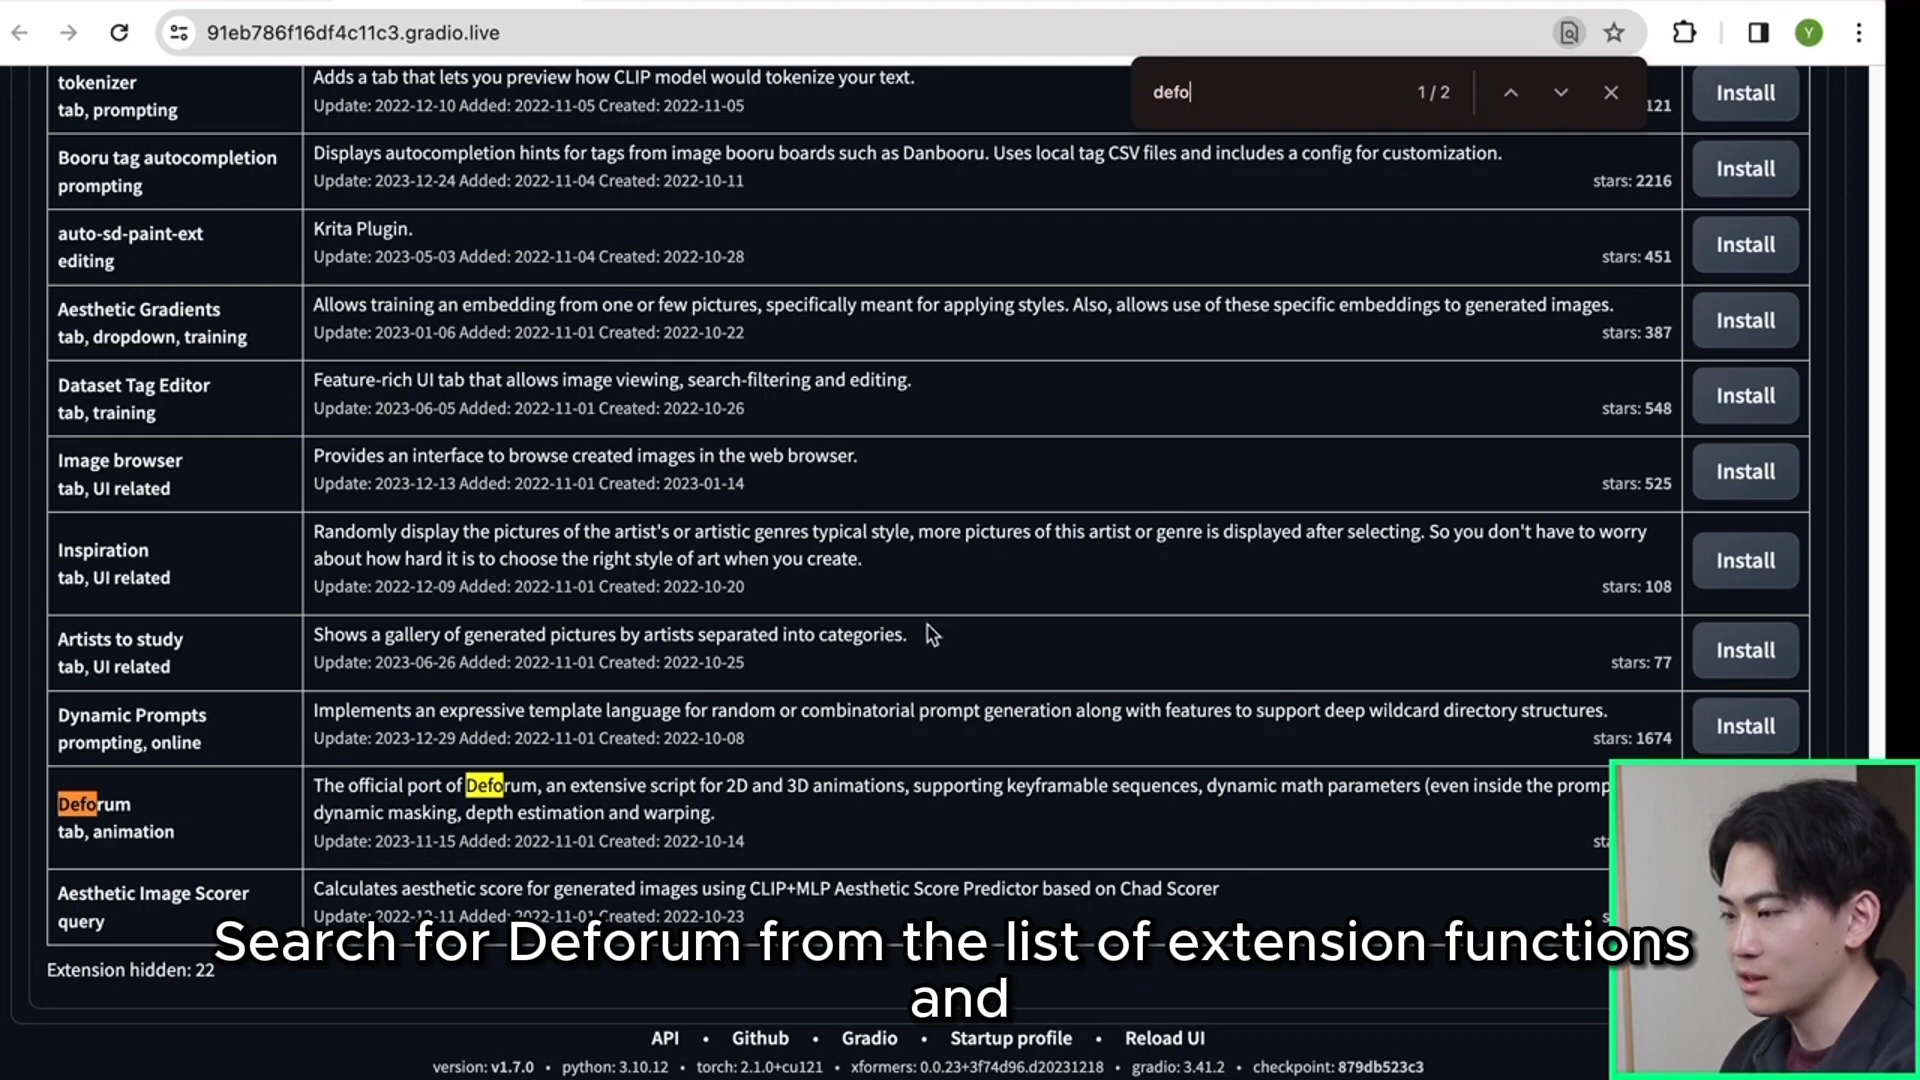 91eb786f16df4c11c3.gradio.live
defo
1/2
tokenizer
tab, prompting
Adds a tab that lets you preview how CLIP model would tokenize your text.
Update: 2022-12-10 Added: 2022-11-05 Created: 2022-11-05
121
Install
Booru tag autocompletion
prompting
Displays autocompletion hints for tags from image booru boards such as Danbooru. Uses local tag CSV files and includes a config for customization.
Update: 2023-12-24 Added: 2022-11-04 Created: 2022-10-11
stars: 2216
Install
auto-sd-paint-ext
editing
Krita Plugin.
Update: 2023-05-03 Added: 2022-11-04 Created: 2022-10-28
stars: 451
Install
Aesthetic Gradients
tab, dropdown, training
Allows training an embedding from one or few pictures, specifically meant for applying styles. Also, allows use of these specific embeddings to generated images.
Update: 2023-01-06 Added: 2022-11-01 Created: 2022-10-22
stars: 387
Install
Dataset Tag Editor
tab, training
Feature-rich UI tab that allows image viewing, search-filtering and editing.
Update: 2023-06-05 Added: 2022-11-01 Created: 2022-10-26
stars: 548
Install
Image browser
tab, UI related
Provides an interface to browse created images in the web browser.
Update: 2023-12-13 Added: 2022-11-01 Created: 2023-01-14
stars: 525
Install
Inspiration
tab, UI related
Randomly display the pictures of the artist's or artistic genres typical style, more pictures of this artist or genre is displayed after selecting. So you don't have to worry
about how hard it is to choose the right style of art when you create.
Update: 2022-12-09 Added: 2022-11-01 Created: 2022-10-20
stars: 108
Install
Artists to study
tab, UI related
Shows a gallery of generated pictures by artists separated into categories.
Update: 2023-06-26 Added: 2022-11-01 Created: 2022-10-25
stars: 77
Install
Dynamic Prompts
prompting, online
Implements an expressive template language for random or combinatorial prompt generation along with features to support deep wildcard directory structures.
Update: 2023-12-29 Added: 2022-11-01 Created: 2022-10-08
stars: 1674
Install
Deforum
tab, animation
The official port of Deforum, an extensive script for 2D and 3D animations, supporting keyframable sequences, dynamic math parameters (even inside the promp
dynamic masking, depth estimation and warping.
Update: 2023-11-15 Added: 2022-11-01 Created: 2022-10-14
sta
Aesthetic Image Scorer
query
Calculates aesthetic score for generated images using CLIP+MLP Aesthetic Score Predictor based on Chad Scorer
Update: 2022-12-11 Added: 2022-11-01 Created: 2022-10-23
s
Search for Deforum from the list of extension functions
and
Extension hidden: 22
API • Github • Gradio • Startup profile • Reload UI
version: v1.7.0 • python: 3.10.12 • torch: 2.1.0+cu121 • xformers: 0.0.23+3f74d96.d20231218 • gradio: 3.41.2 • checkpoint: 879db523c3
Y